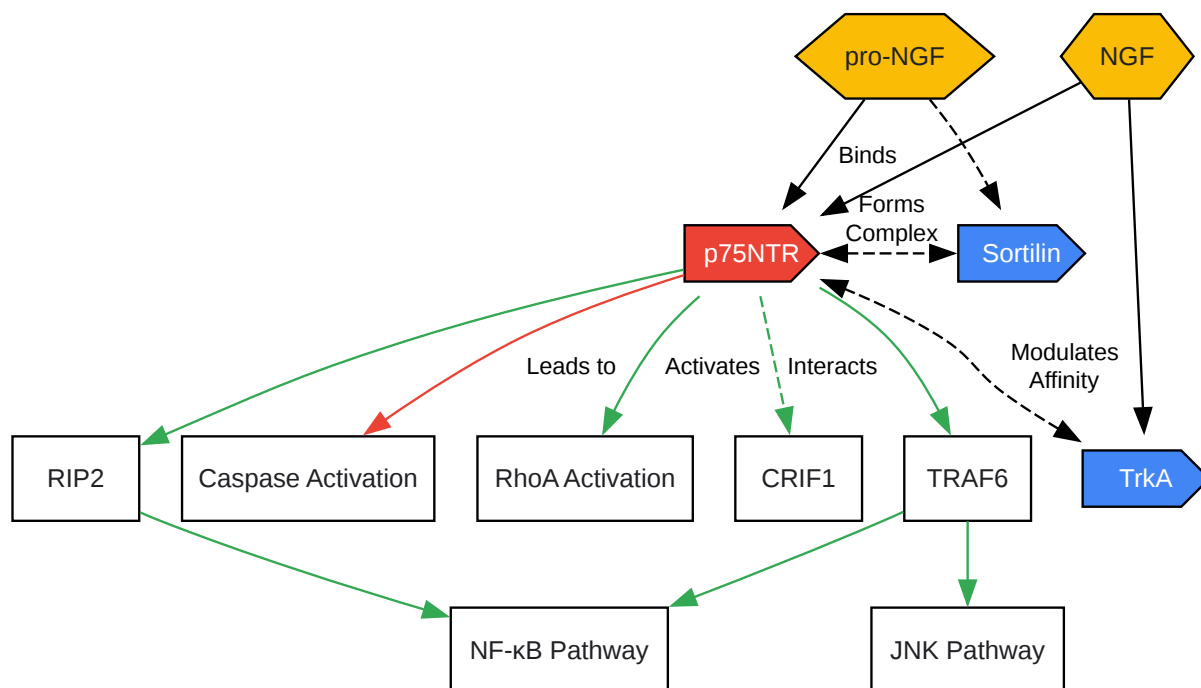 pro-NGF
NGF
Binds
Forms
Complex
p75NTR
Sortilin
Leads to
Activates
Interacts
Modulates
Affinity
RIP2
Caspase Activation
RhoA Activation
CRIF1
TRAF6
TrkA
NF-κB Pathway
JNK Pathway